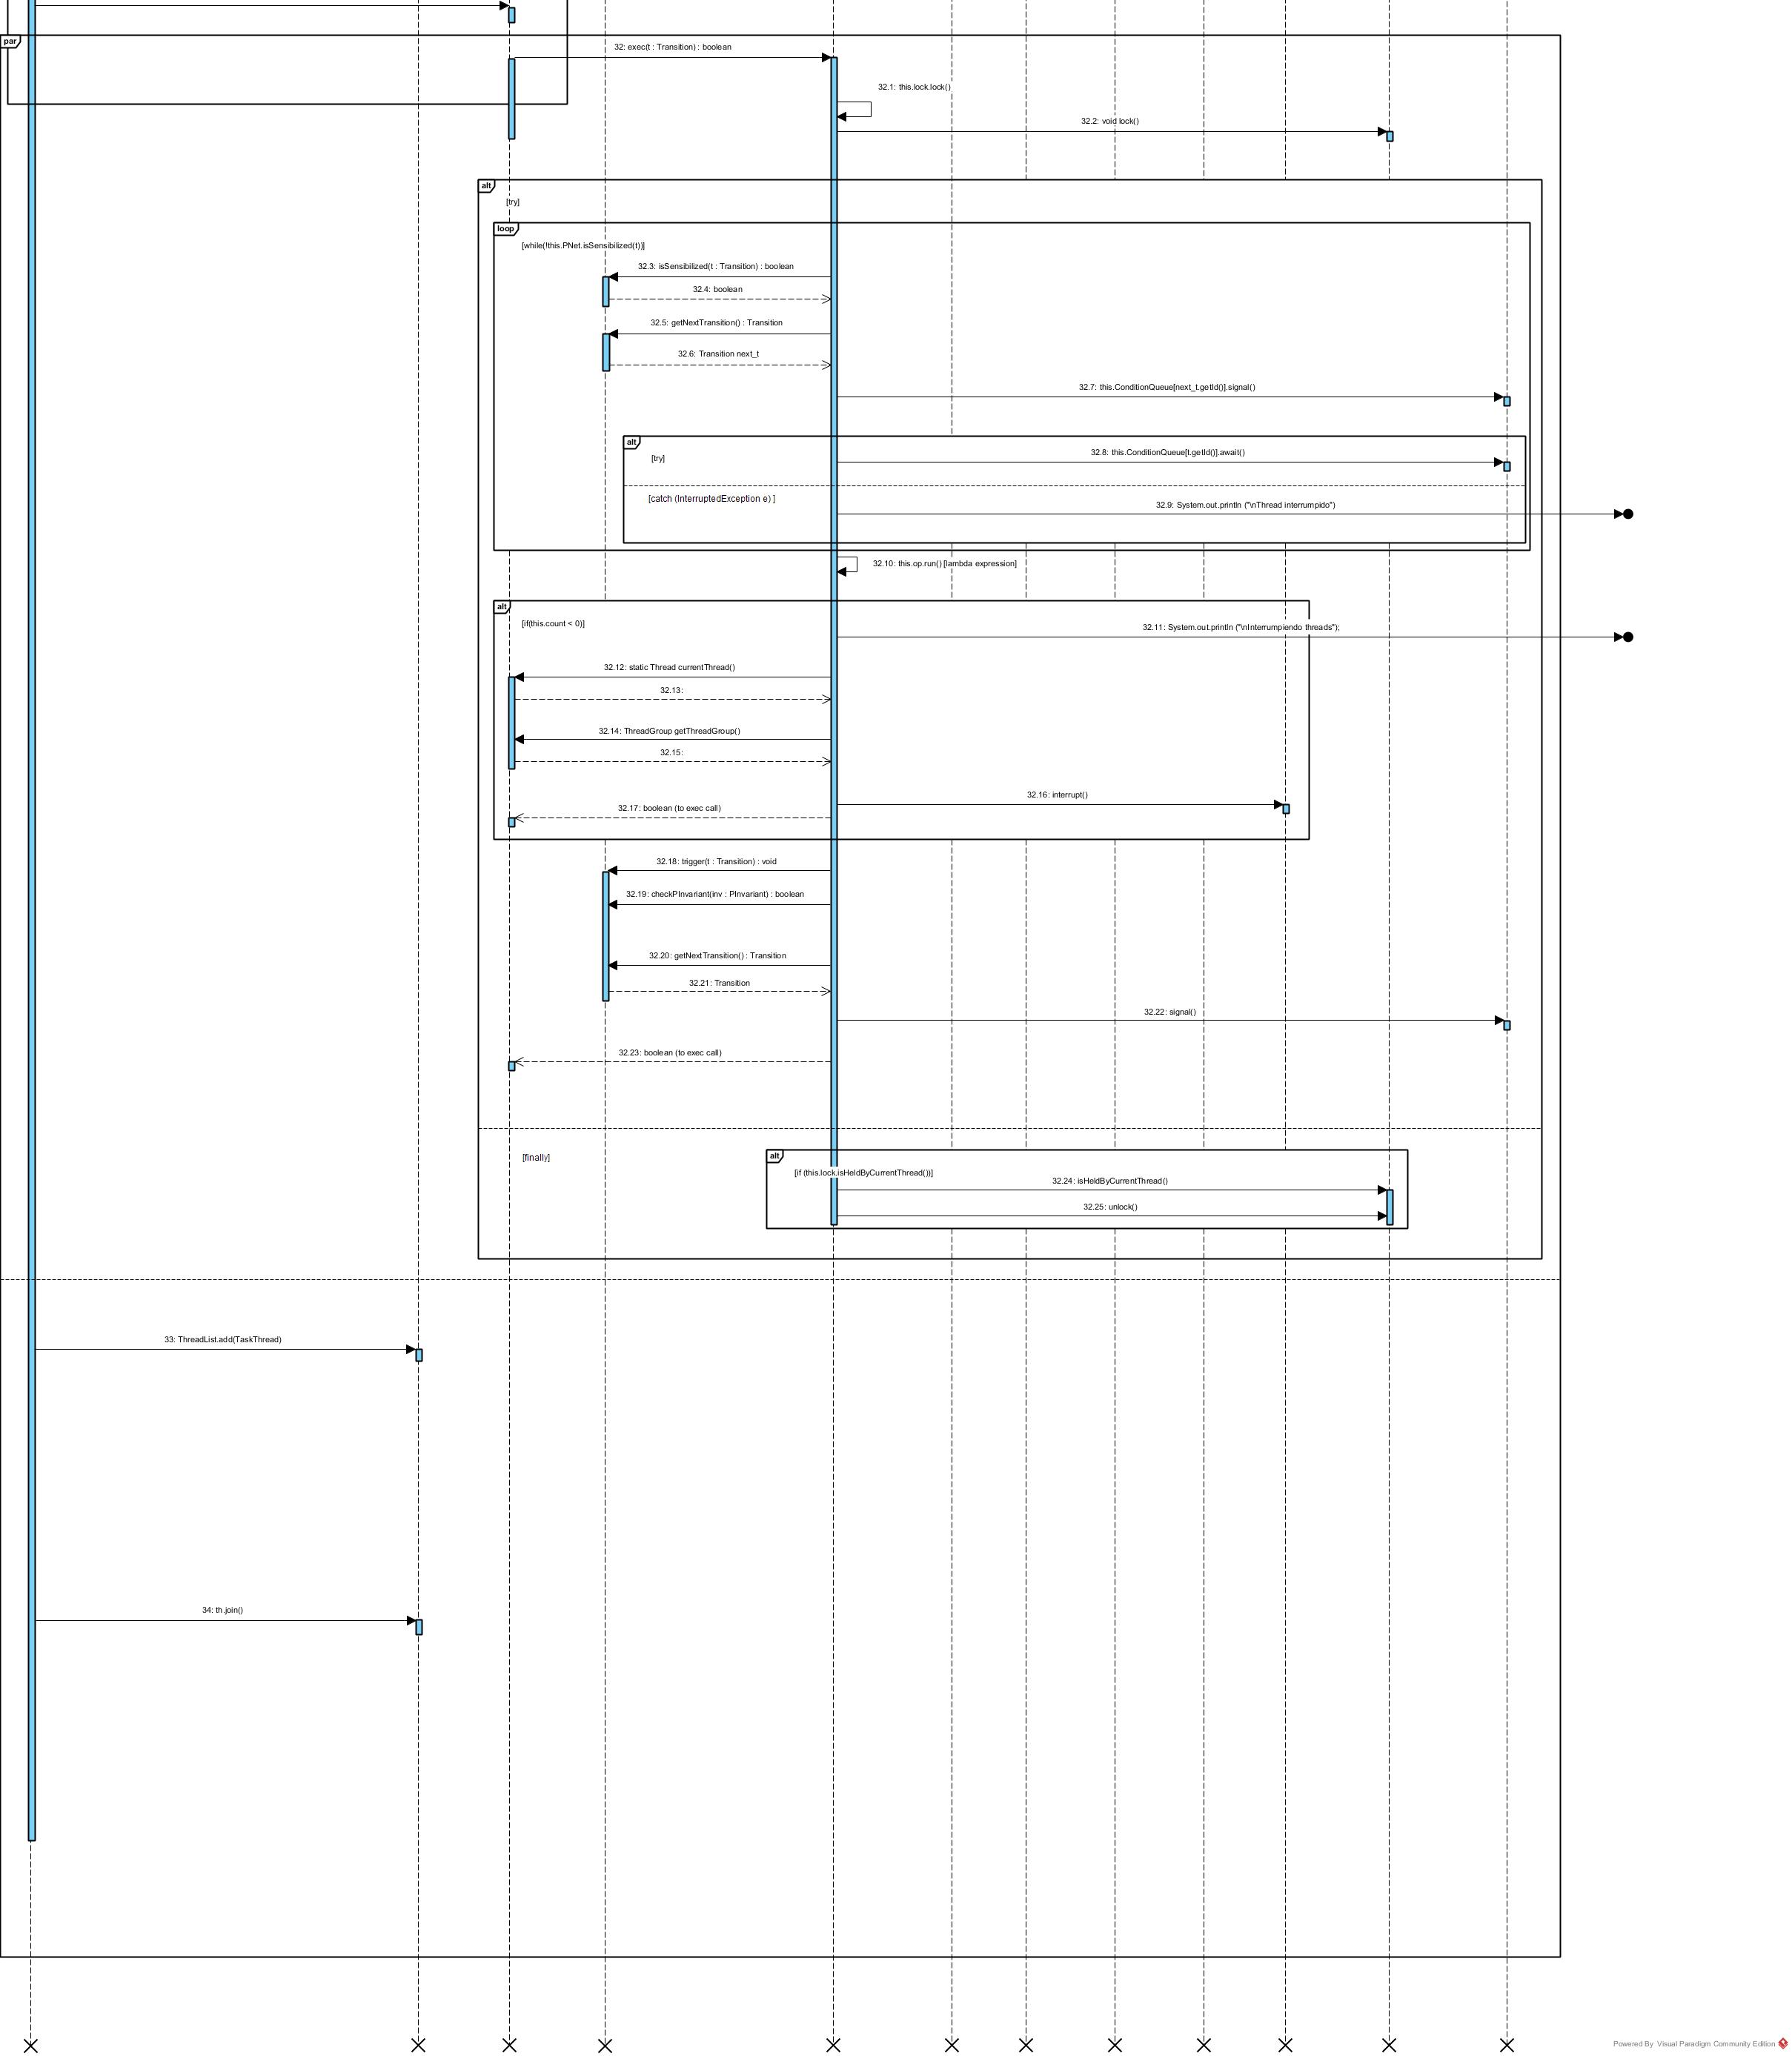 par
32: exec(t : Transition) : boolean
32.1: this.lock.lock()
32.2: void lock()
alt
[try]
loop
[while(!this.PNet.isSensibilized(t))]
32.3: isSensibilized(t : Transition) : boolean
32.4: boolean
32.5: getNextTransition() : Transition
32.6: Transition next_t
32.7: this.ConditionQueue[next_t.getId()].signal()
alt
[try]
32.8: this.ConditionQueue[t.getId()].await()
[catch (InterruptedException e) ]
32.9: System.out.println ("\nThread interrumpido")
32.10: this.op.run() [lambda expression]
alt
[if(this.count < 0)]
32.11: System.out.println ("\nInterrumpiendo threads");
32.12: static Thread currentThread()
32.13:
32.14: ThreadGroup getThreadGroup()
32.15:
32.16: interrupt()
32.17: boolean (to exec call)
32.18: trigger(t : Transition) : void
32.19: checkPInvariant(inv : PInvariant) : boolean
32.20: getNextTransition() : Transition
32.21: Transition
32.22: signal()
32.23: boolean (to exec call)
[finally]
alt
[if (this.lock.isHeldByCurrentThread())]
32.24: isHeldByCurrentThread()
32.25: unlock()
33: ThreadList.add(TaskThread)
34: th.join()
Powered By Visual Paradigm Community Edition